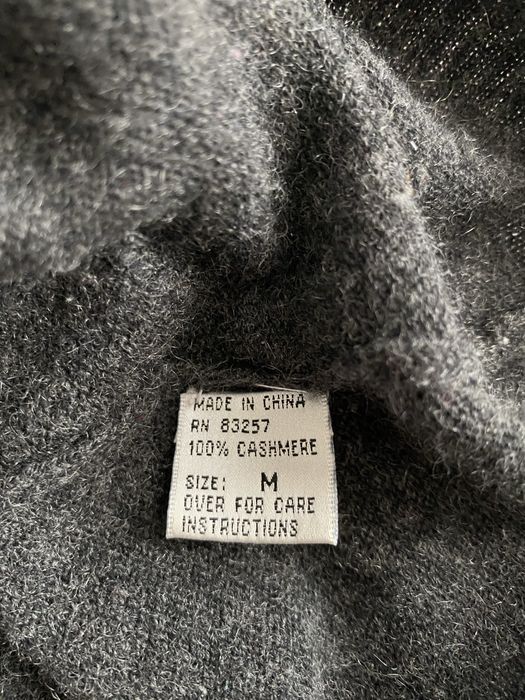 MADE IN CHINA
RN 83257
100% CASHMERE
SIZE: M
OVER FOR CARE
INSTRUCTIONS